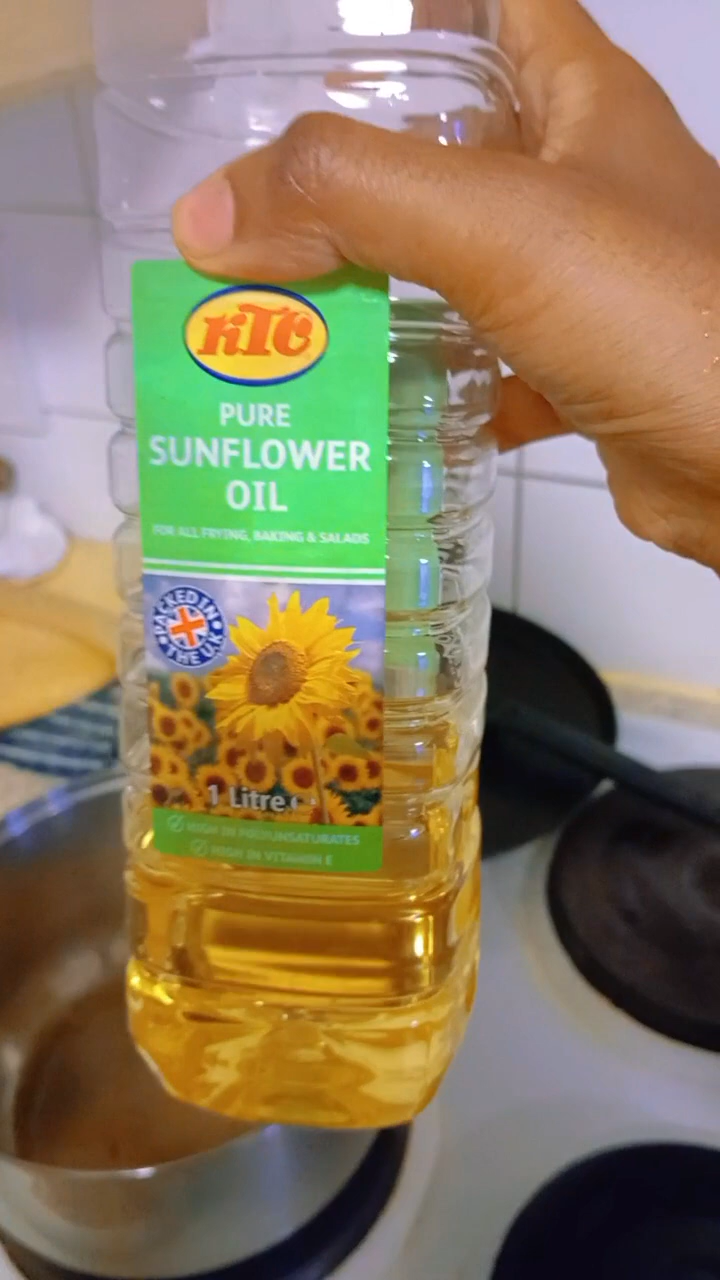 KTC
PURE
SUNFLOWER
OIL
FOR ALL FRYING, BAKING & SALADS
PACKED IN
THE U.K
1 Litre
HIGH IN POLYUNSATURATES
HIGH IN VITAMIN E